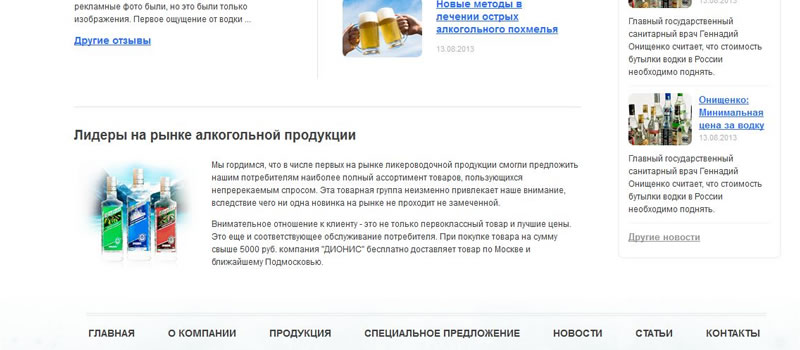 рекламные фото были, но это были только
изображения. Первое ощущение от водки ...
Другие отзывы
Новые методы в
лечении острых
алкогольного похмелья
13.08.2013
13.08.2013
Главный государственный
санитарный врач Геннадий
Онищенко считает, что стоимость
бутылки водки в России
необходимо поднять.
Онищенко:
Минимальная
цена за водку
13.08.2013
Главный государственный
санитарный врач Геннадий
Онищенко считает, что стоимость
бутылки водки в России
необходимо поднять.
Другие новости
Лидеры на рынке алкогольной продукции
Мы гордимся, что в числе первых на рынке ликероводочной продукции смогли предложить
нашим потребителям наиболее полный ассортимент товаров, пользующихся
непререкаемым спросом. Эта товарная группа неизменно привлекает наше внимание,
вследствие чего ни одна новинка на рынке не проходит не замеченной.
Внимательное отношение к клиенту - это не только первоклассный товар и лучшие цены.
Это еще и соответствующее обслуживание потребителя. При покупке товара на сумму
свыше 5000 руб. компания "ДИОНИС" бесплатно доставляет товар по Москве и
ближайшему Подмосковью.
ГЛАВНАЯ О КОМПАНИИ ПРОДУКЦИЯ СПЕЦИАЛЬНОЕ ПРЕДЛОЖЕНИЕ НОВОСТИ СТАТЬИ КОНТАКТЫ